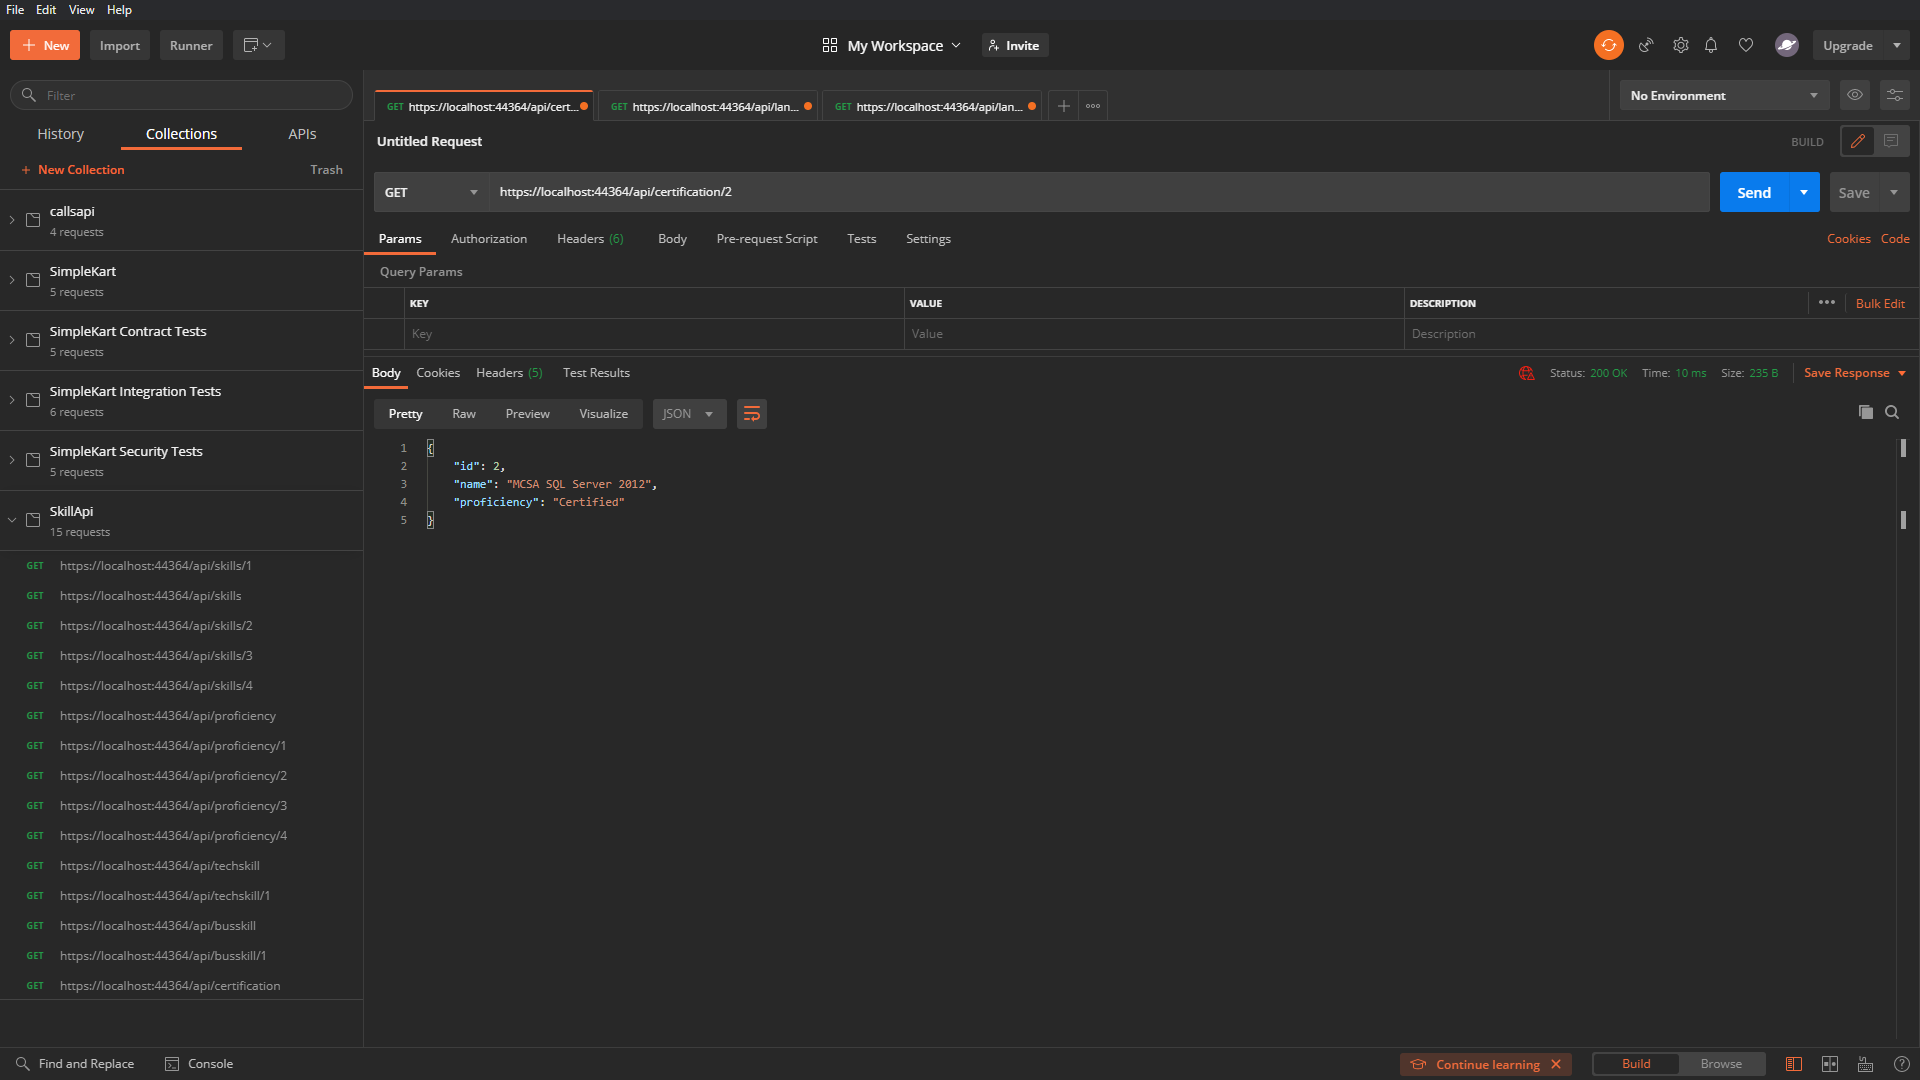 File Edit View Help
New Import Runner My Workspace Invite Upgrade
Filter
History Collections APIs
New Collection Trash
callsapi
4 requests
SimpleKart
5 requests
SimpleKart Contract Tests
5 requests
SimpleKart Integration Tests
6 requests
SimpleKart Security Tests
5 requests
SkillApi
15 requests
GET https://localhost:44364/api/skills/1
GET https://localhost:44364/api/skills
GET https://localhost:44364/api/skills/2
GET https://localhost:44364/api/skills/3
GET https://localhost:44364/api/skills/4
GET https://localhost:44364/api/proficiency
GET https://localhost:44364/api/proficiency/1
GET https://localhost:44364/api/proficiency/2
GET https://localhost:44364/api/proficiency/3
GET https://localhost:44364/api/proficiency/4
GET https://localhost:44364/api/techskill
GET https://localhost:44364/api/techskill/1
GET https://localhost:44364/api/busskill
GET https://localhost:44364/api/busskill/1
GET https://localhost:44364/api/certification
GET https://localhost:44364/api/cert... GET https://localhost:44364/api/lan... GET https://localhost:44364/api/lan... No Environment
Untitled Request BUILD
GET https://localhost:44364/api/certification/2 Send Save
Params Authorization Headers (6) Body Pre-request Script Tests Settings Cookies Code
Query Params
KEY VALUE DESCRIPTION Bulk Edit
Key Value Description
Body Cookies Headers (5) Test Results Status: 200 OK Time: 10 ms Size: 235 B Save Response
Pretty Raw Preview Visualize JSON
1 {
2 "id": 2,
3 "name": "MCSA SQL Server 2012",
4 "proficiency": "Certified"
5 }
Find and Replace Console Continue learning Build Browse